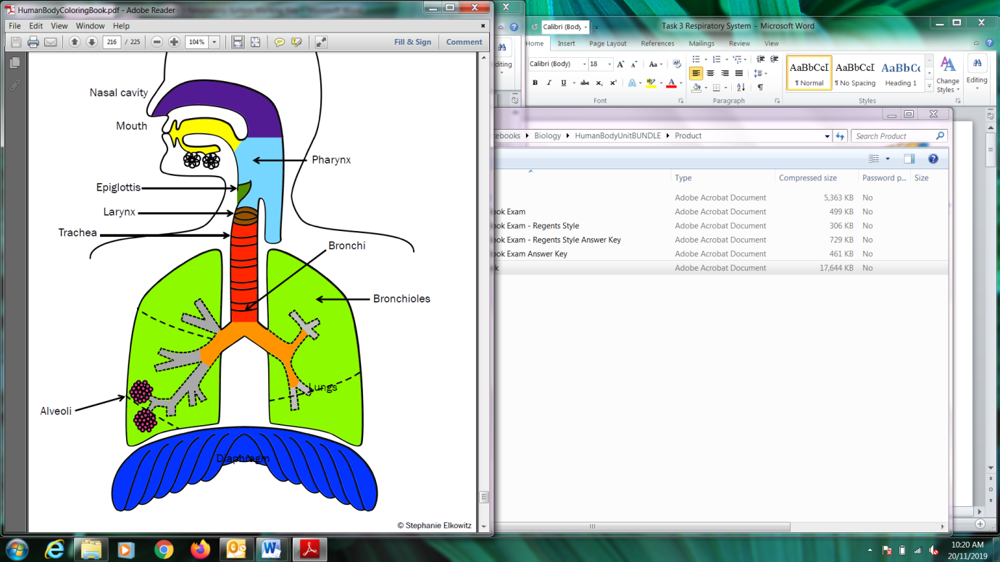 HumanBodyColoringBook.pdf - Adobe Reader
File Edit View Window Help
216 / 225 104% Fill & Sign Comment
Nasal cavity
Mouth
Pharynx
Epiglottis
Larynx
Trachea
Bronchi
Bronchioles
Lungs
Alveoli
Diaphragm
© Stephanie Elkowitz
diting
Calibri (Body)
Task 3 Respiratory System - Microsoft Word
Home Insert Page Layout References Mailings Review View
Calibri (Body) 18
AaBbCcI AaBbCcI AaBbCc
¶ Normal ¶ No Spacing Heading 1
Change Styles
Editing
Font Paragraph Styles
ebooks Biology HumanBodyUnitBUNDLE Product
Search Product
Type Compressed size Password p... Size
Adobe Acrobat Document 5,363 KB No
ook Exam Adobe Acrobat Document 499 KB No
ook Exam - Regents Style Adobe Acrobat Document 306 KB No
ook Exam - Regents Style Answer Key Adobe Acrobat Document 729 KB No
ook Exam Answer Key Adobe Acrobat Document 461 KB No
k Adobe Acrobat Document 17,644 KB No
10:20 AM
20/11/2019